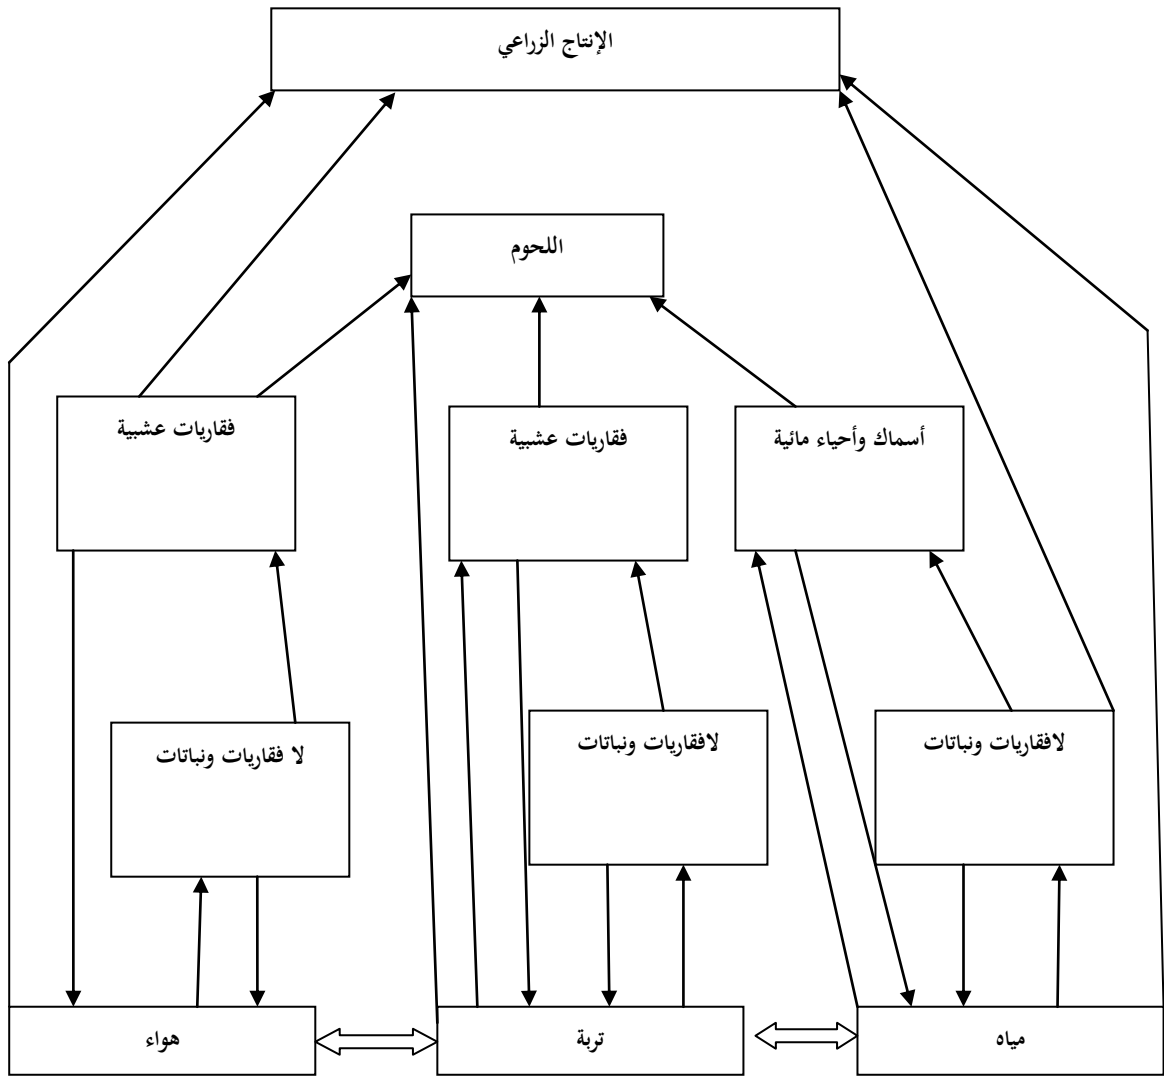 الإنتاج الزراعي
اللحوم
أسماك وأحياء مائية
فقاريات عشبية
فقاريات عشبية
لافقاريات ونباتات
لافقاريات ونباتات
لا فقاريات ونباتات
مياه
تربة
هواء